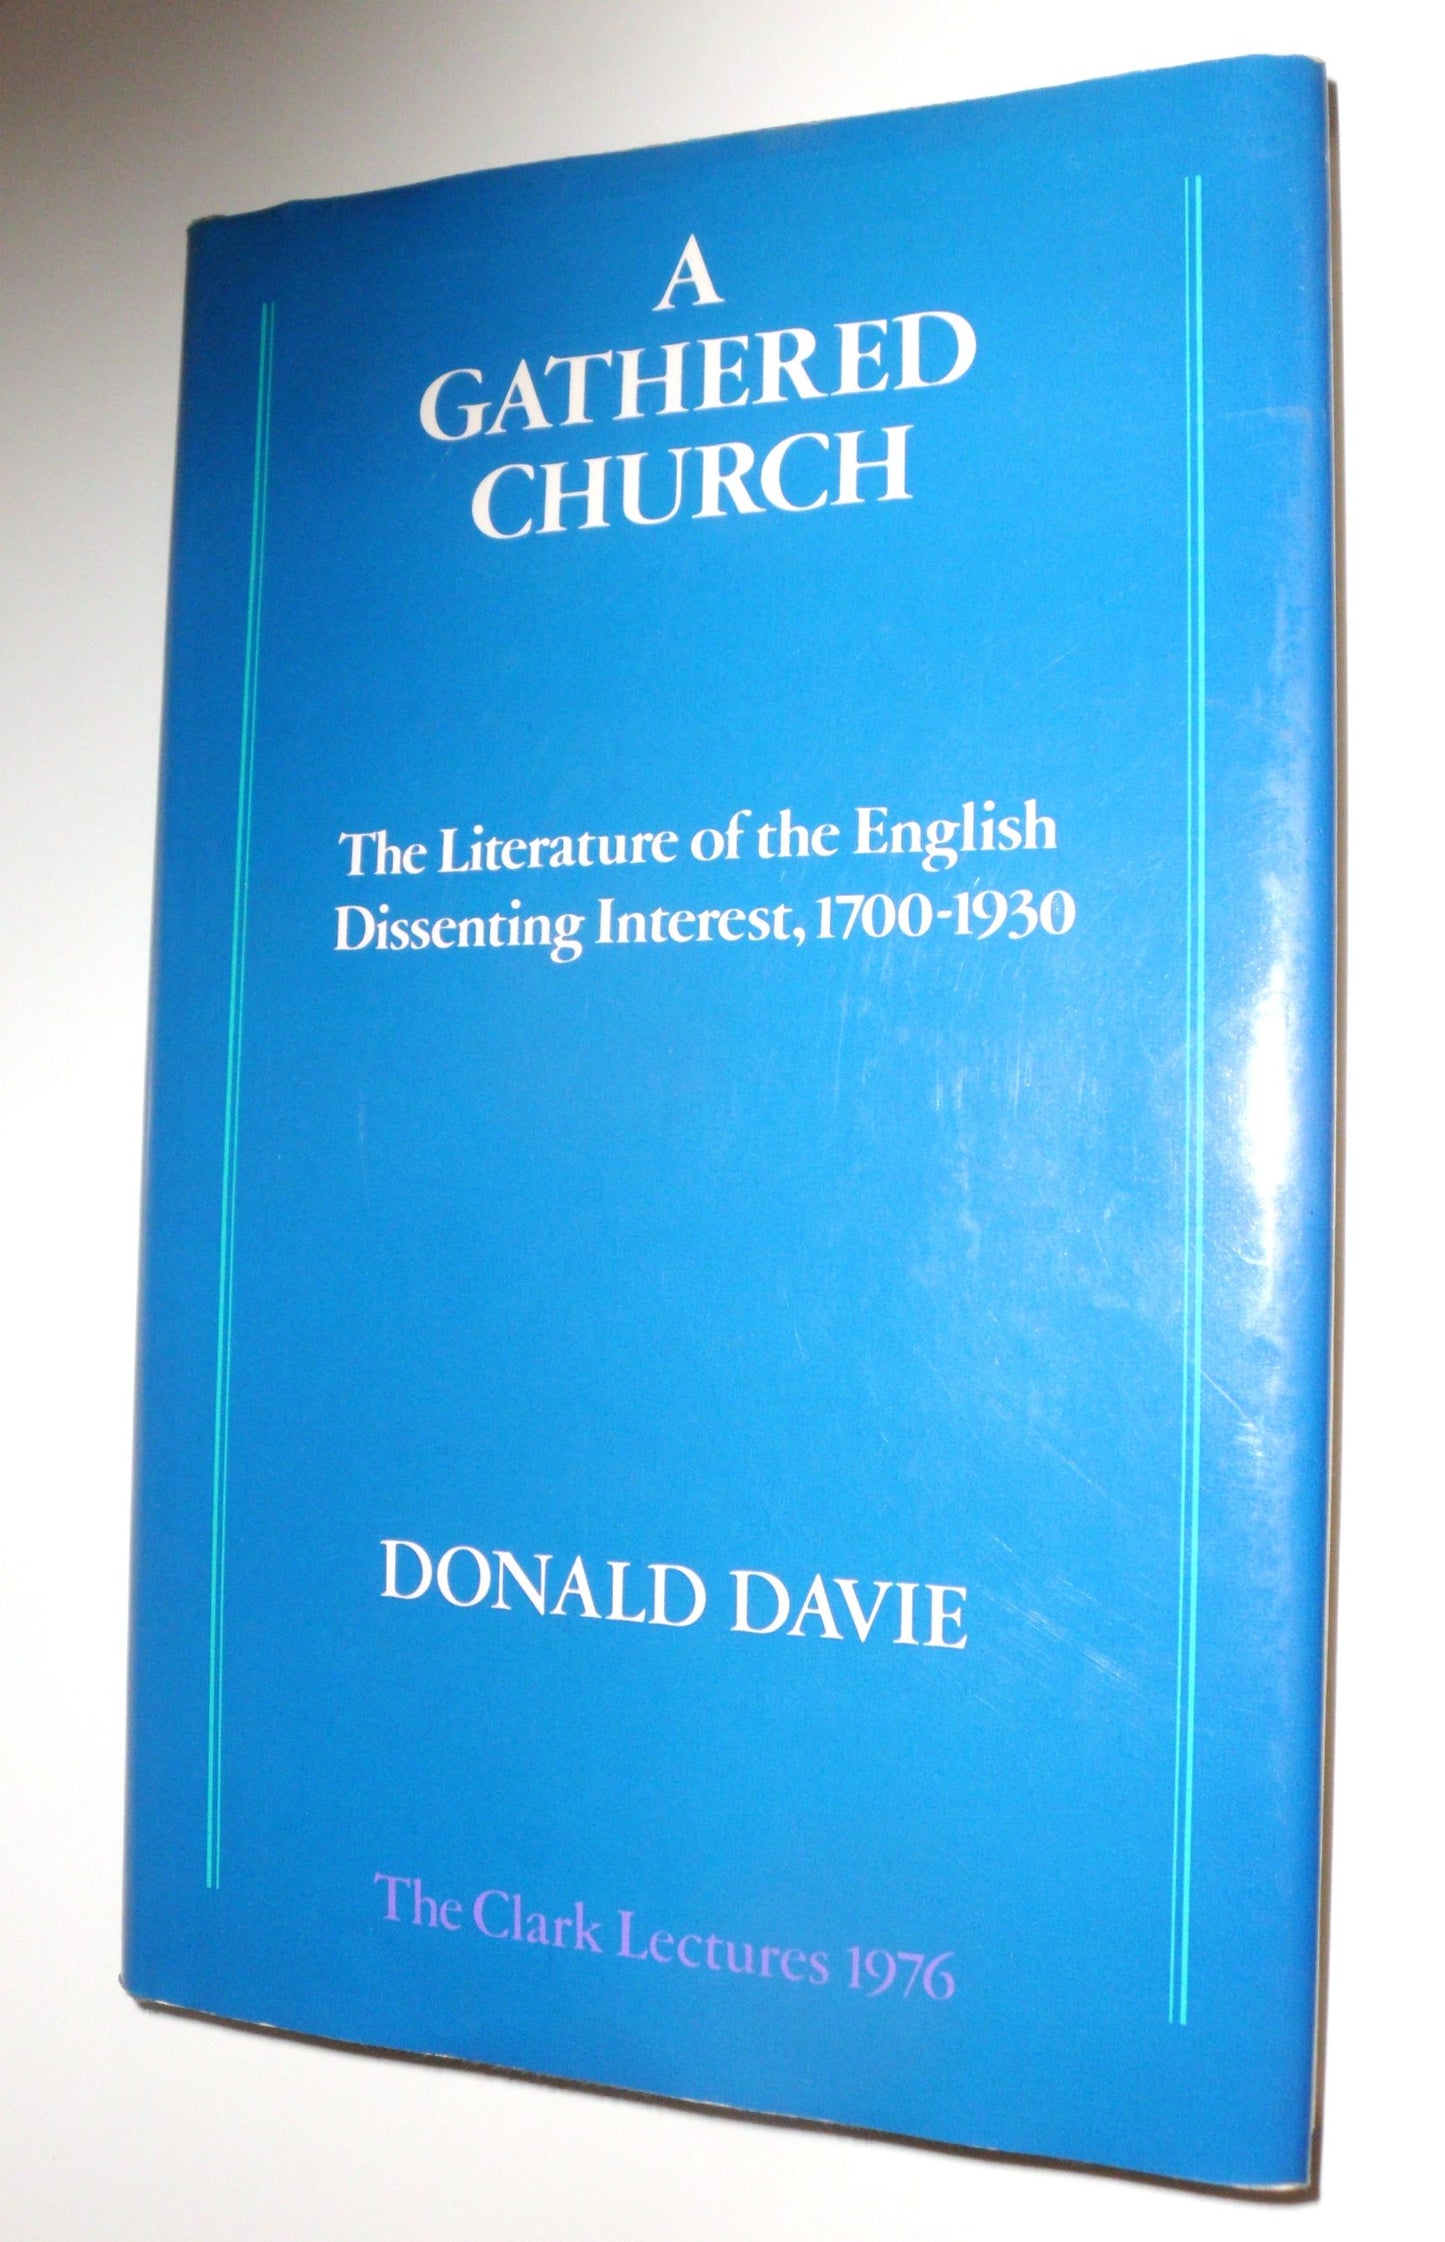 A
GATHERED
CHURCH
The Literature of the English
Dissenting Interest, 1700-1930
DONALD DAVIE
The Clark Lectures 1976